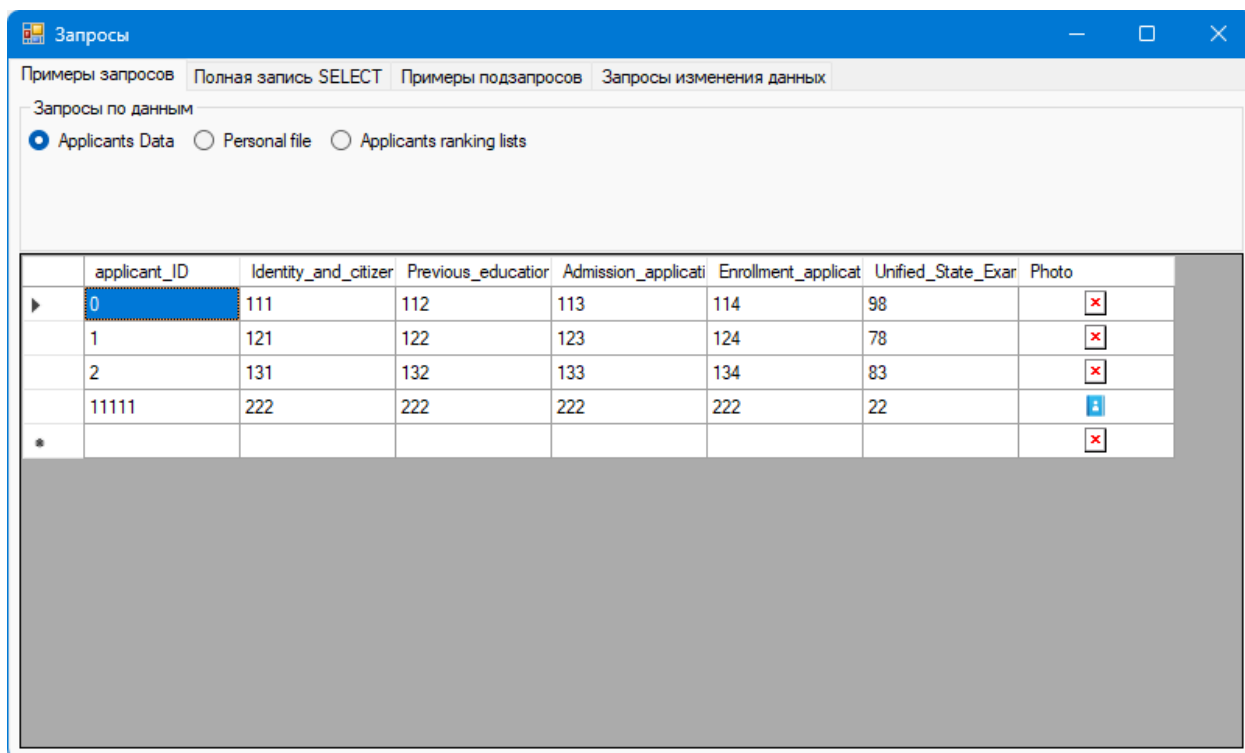 Запросы
Примеры запросов Полная запись SELECT Примеры подзапросов Запросы изменения данных
Запросы по данным
Applicants Data Personal file Applicants ranking lists
applicant_ID Identity_and_citizer Previous_educatior Admission_applicati Enrollment_applicat Unified_State_Exar Photo
0 111 112 113 114 98
1 121 122 123 124 78
2 131 132 133 134 83
11111 222 222 222 222 22